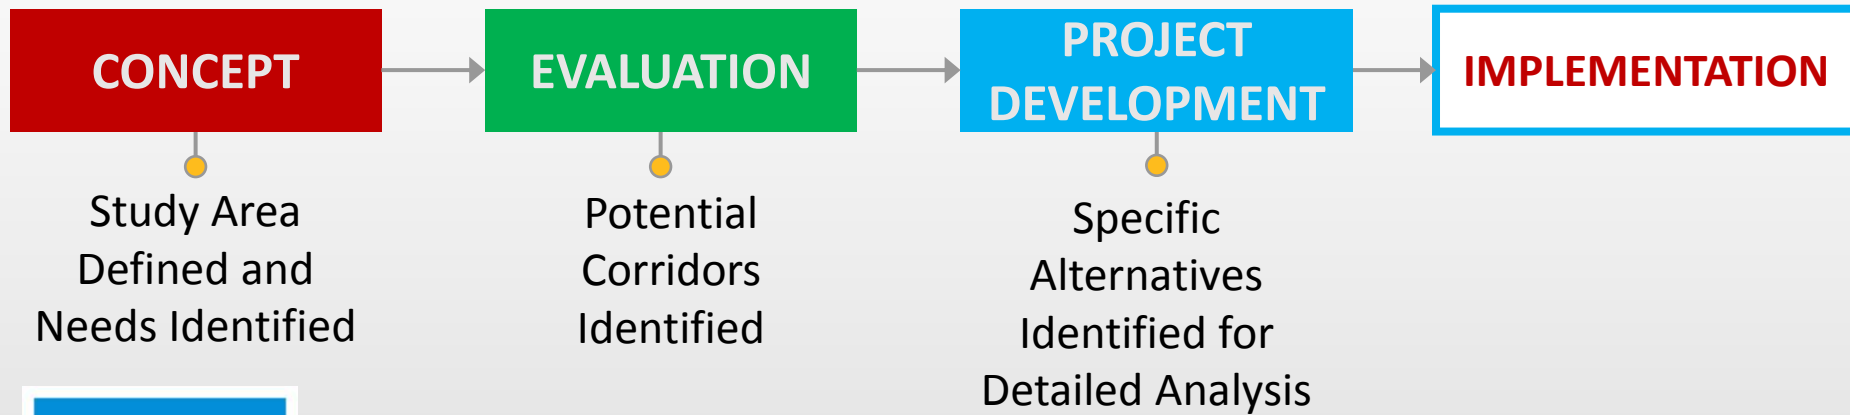 CONCEPT
EVALUATION
PROJECT
DEVELOPMENT
IMPLEMENTATION
Study Area
Defined and
Needs Identified
Potential
Corridors
Identified
Specific
Alternatives
Identified for
Detailed Analysis